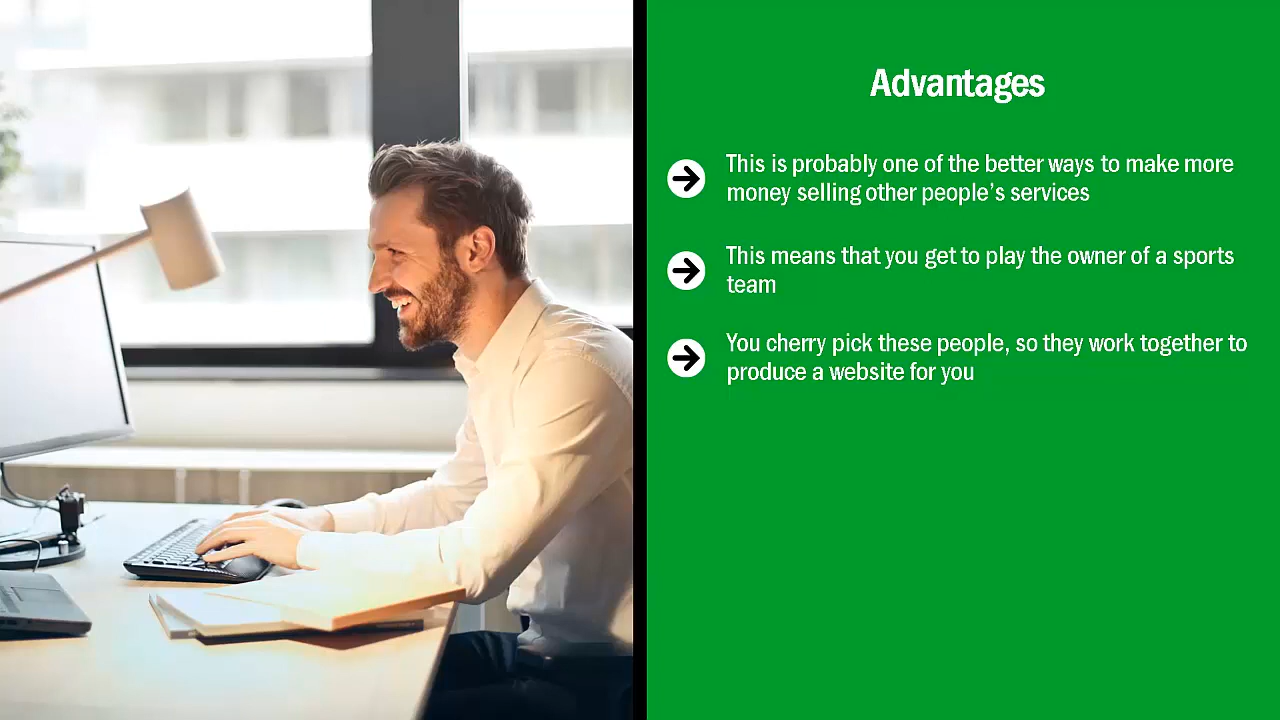 Advantages
This is probably one of the better ways to make more
money selling other people's services
This means that you get to play the owner of a sports
team
You cherry pick these people, so they work together to
produce a website for you